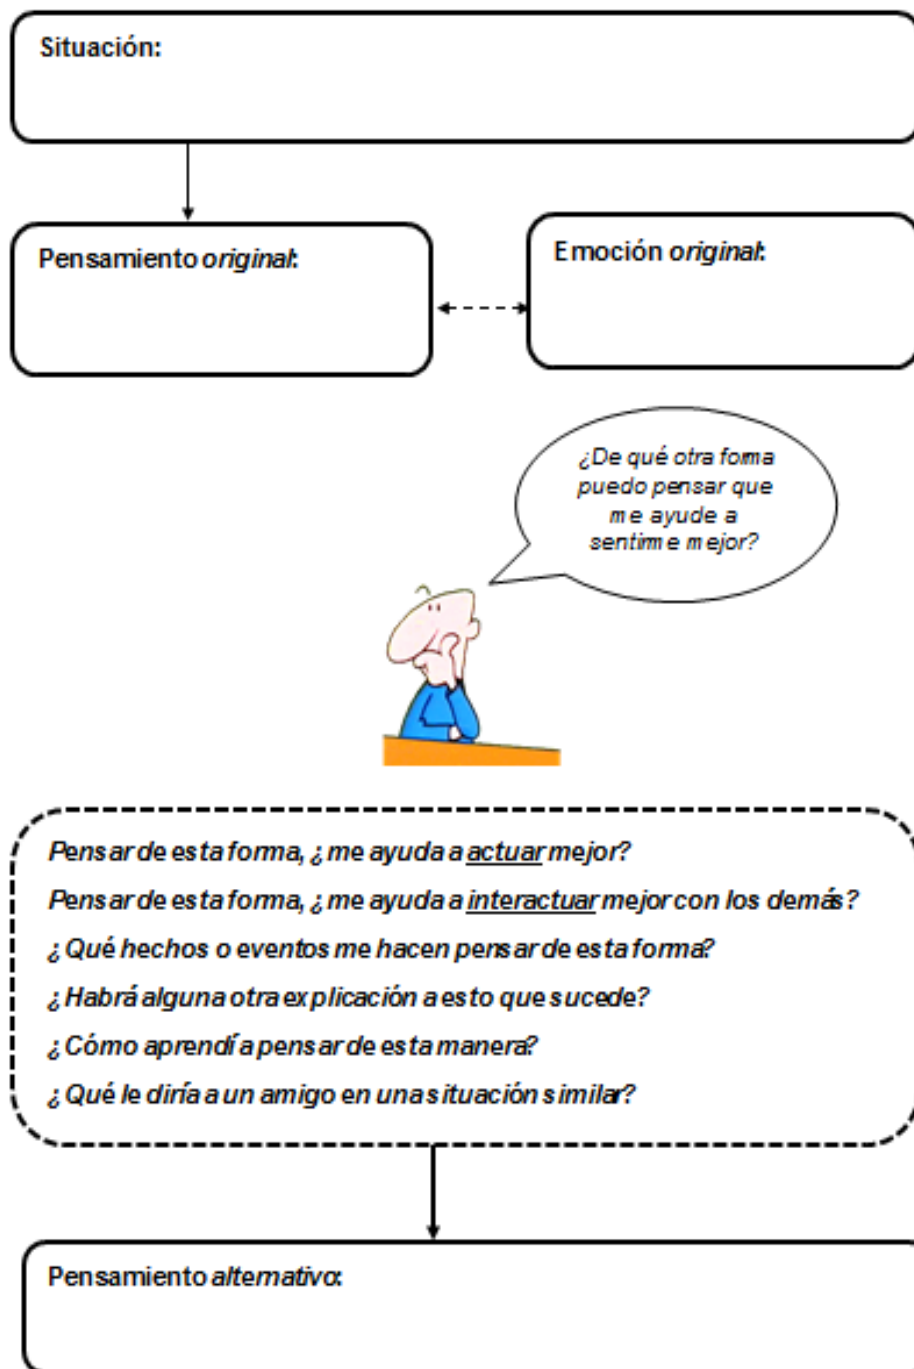 Situación:
Pensamiento original:
Emoción original:
¿De qué otra forma
puedo pensar que
me ayude a
sentirme mejor?
Pensar de esta forma, ¿me ayuda a actuar mejor?
Pensar de esta forma, ¿me ayuda a interactuar mejor con los demás?
¿Qué hechos o eventos me hacen pensar de esta forma?
¿Habrá alguna otra explicación a esto que sucede?
¿Cómo aprendí a pensar de esta manera?
¿Qué le diría a un amigo en una situación similar?
Pensamiento alternativo: